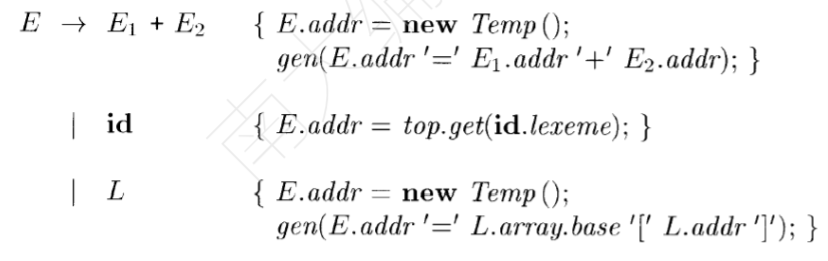 E → E₁ + E₂ { E.addr = new Temp();
gen(E.addr '=' E₁.addr '+' E₂.addr); }
| id { E.addr = top.get(id.lexeme); }
| L { E.addr = new Temp();
gen(E.addr '=' L.array.base '[' L.addr ']'); }